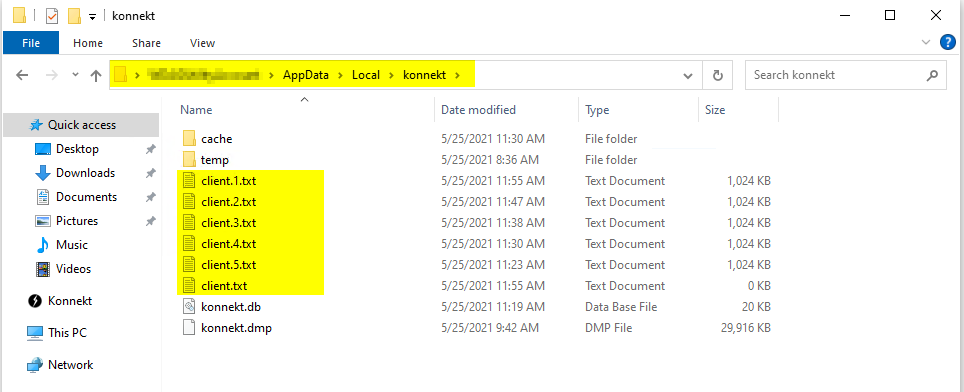 konnekt
File Home Share View
AppData Local konnekt Search konnekt
Name Date modified Type Size
Quick access
Desktop
Downloads
Documents
Pictures
Music
Videos
Konnekt
This PC
Network
cache 5/25/2021 11:30 AM File folder
temp 5/25/2021 8:36 AM File folder
client.1.txt 5/25/2021 11:55 AM Text Document 1,024 KB
client.2.txt 5/25/2021 11:47 AM Text Document 1,024 KB
client.3.txt 5/25/2021 11:38 AM Text Document 1,024 KB
client.4.txt 5/25/2021 11:30 AM Text Document 1,024 KB
client.5.txt 5/25/2021 11:23 AM Text Document 1,024 KB
client.txt 5/25/2021 11:55 AM Text Document 0 KB
konnekt.db 5/25/2021 11:19 AM Data Base File 20 KB
konnekt.dmp 5/25/2021 9:42 AM DMP File 29,916 KB